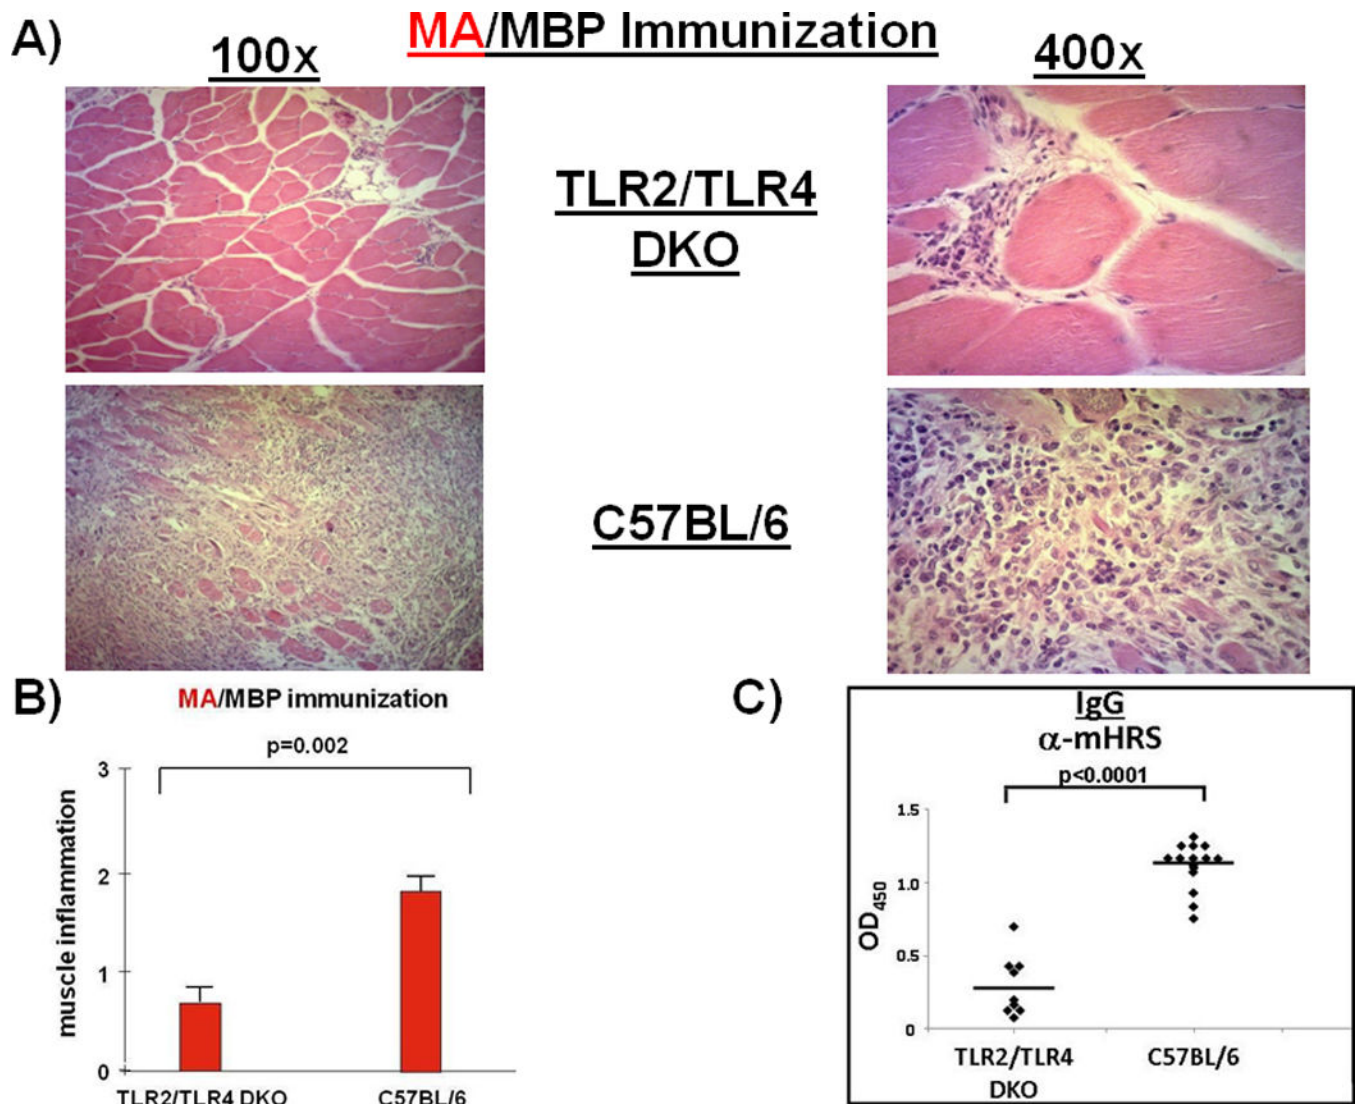 A)
MA/MBP Immunization
100x
400x
TLR2/TLR4
DKO
C57BL/6
B)
MA/MBP immunization
p=0.002
3
2
1
0
muscle inflammation
TLR2/TLR4 DKO
C57BL/6
C)
IgG
α-mHRS
p<0.0001
1.5
1.0
0.5
0
OD450
TLR2/TLR4
DKO
C57BL/6